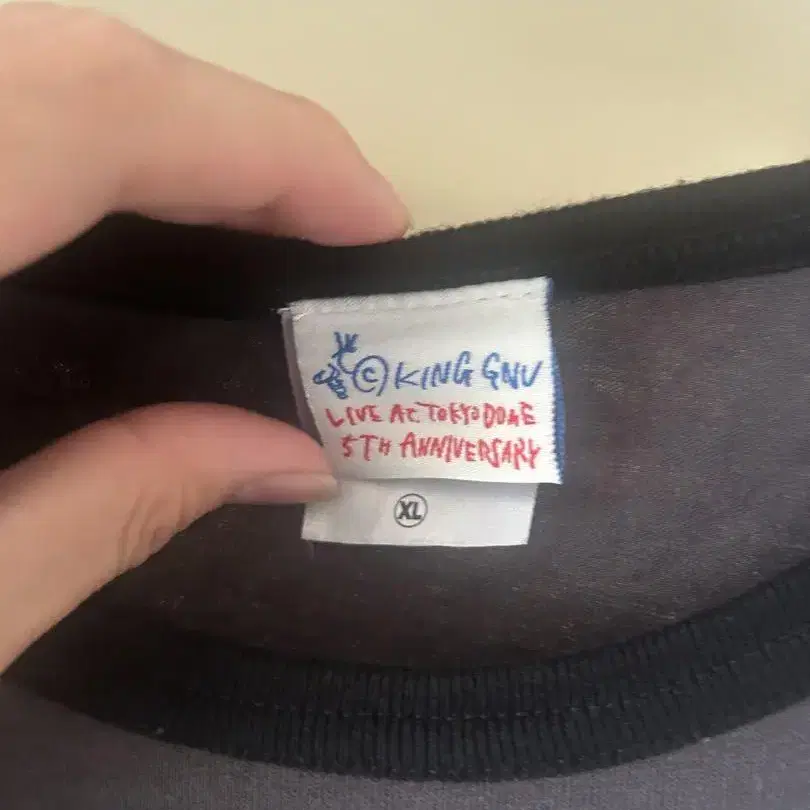 © KING GNU
LIVE AT TOKYO DOME
5TH ANNIVERSARY
XL